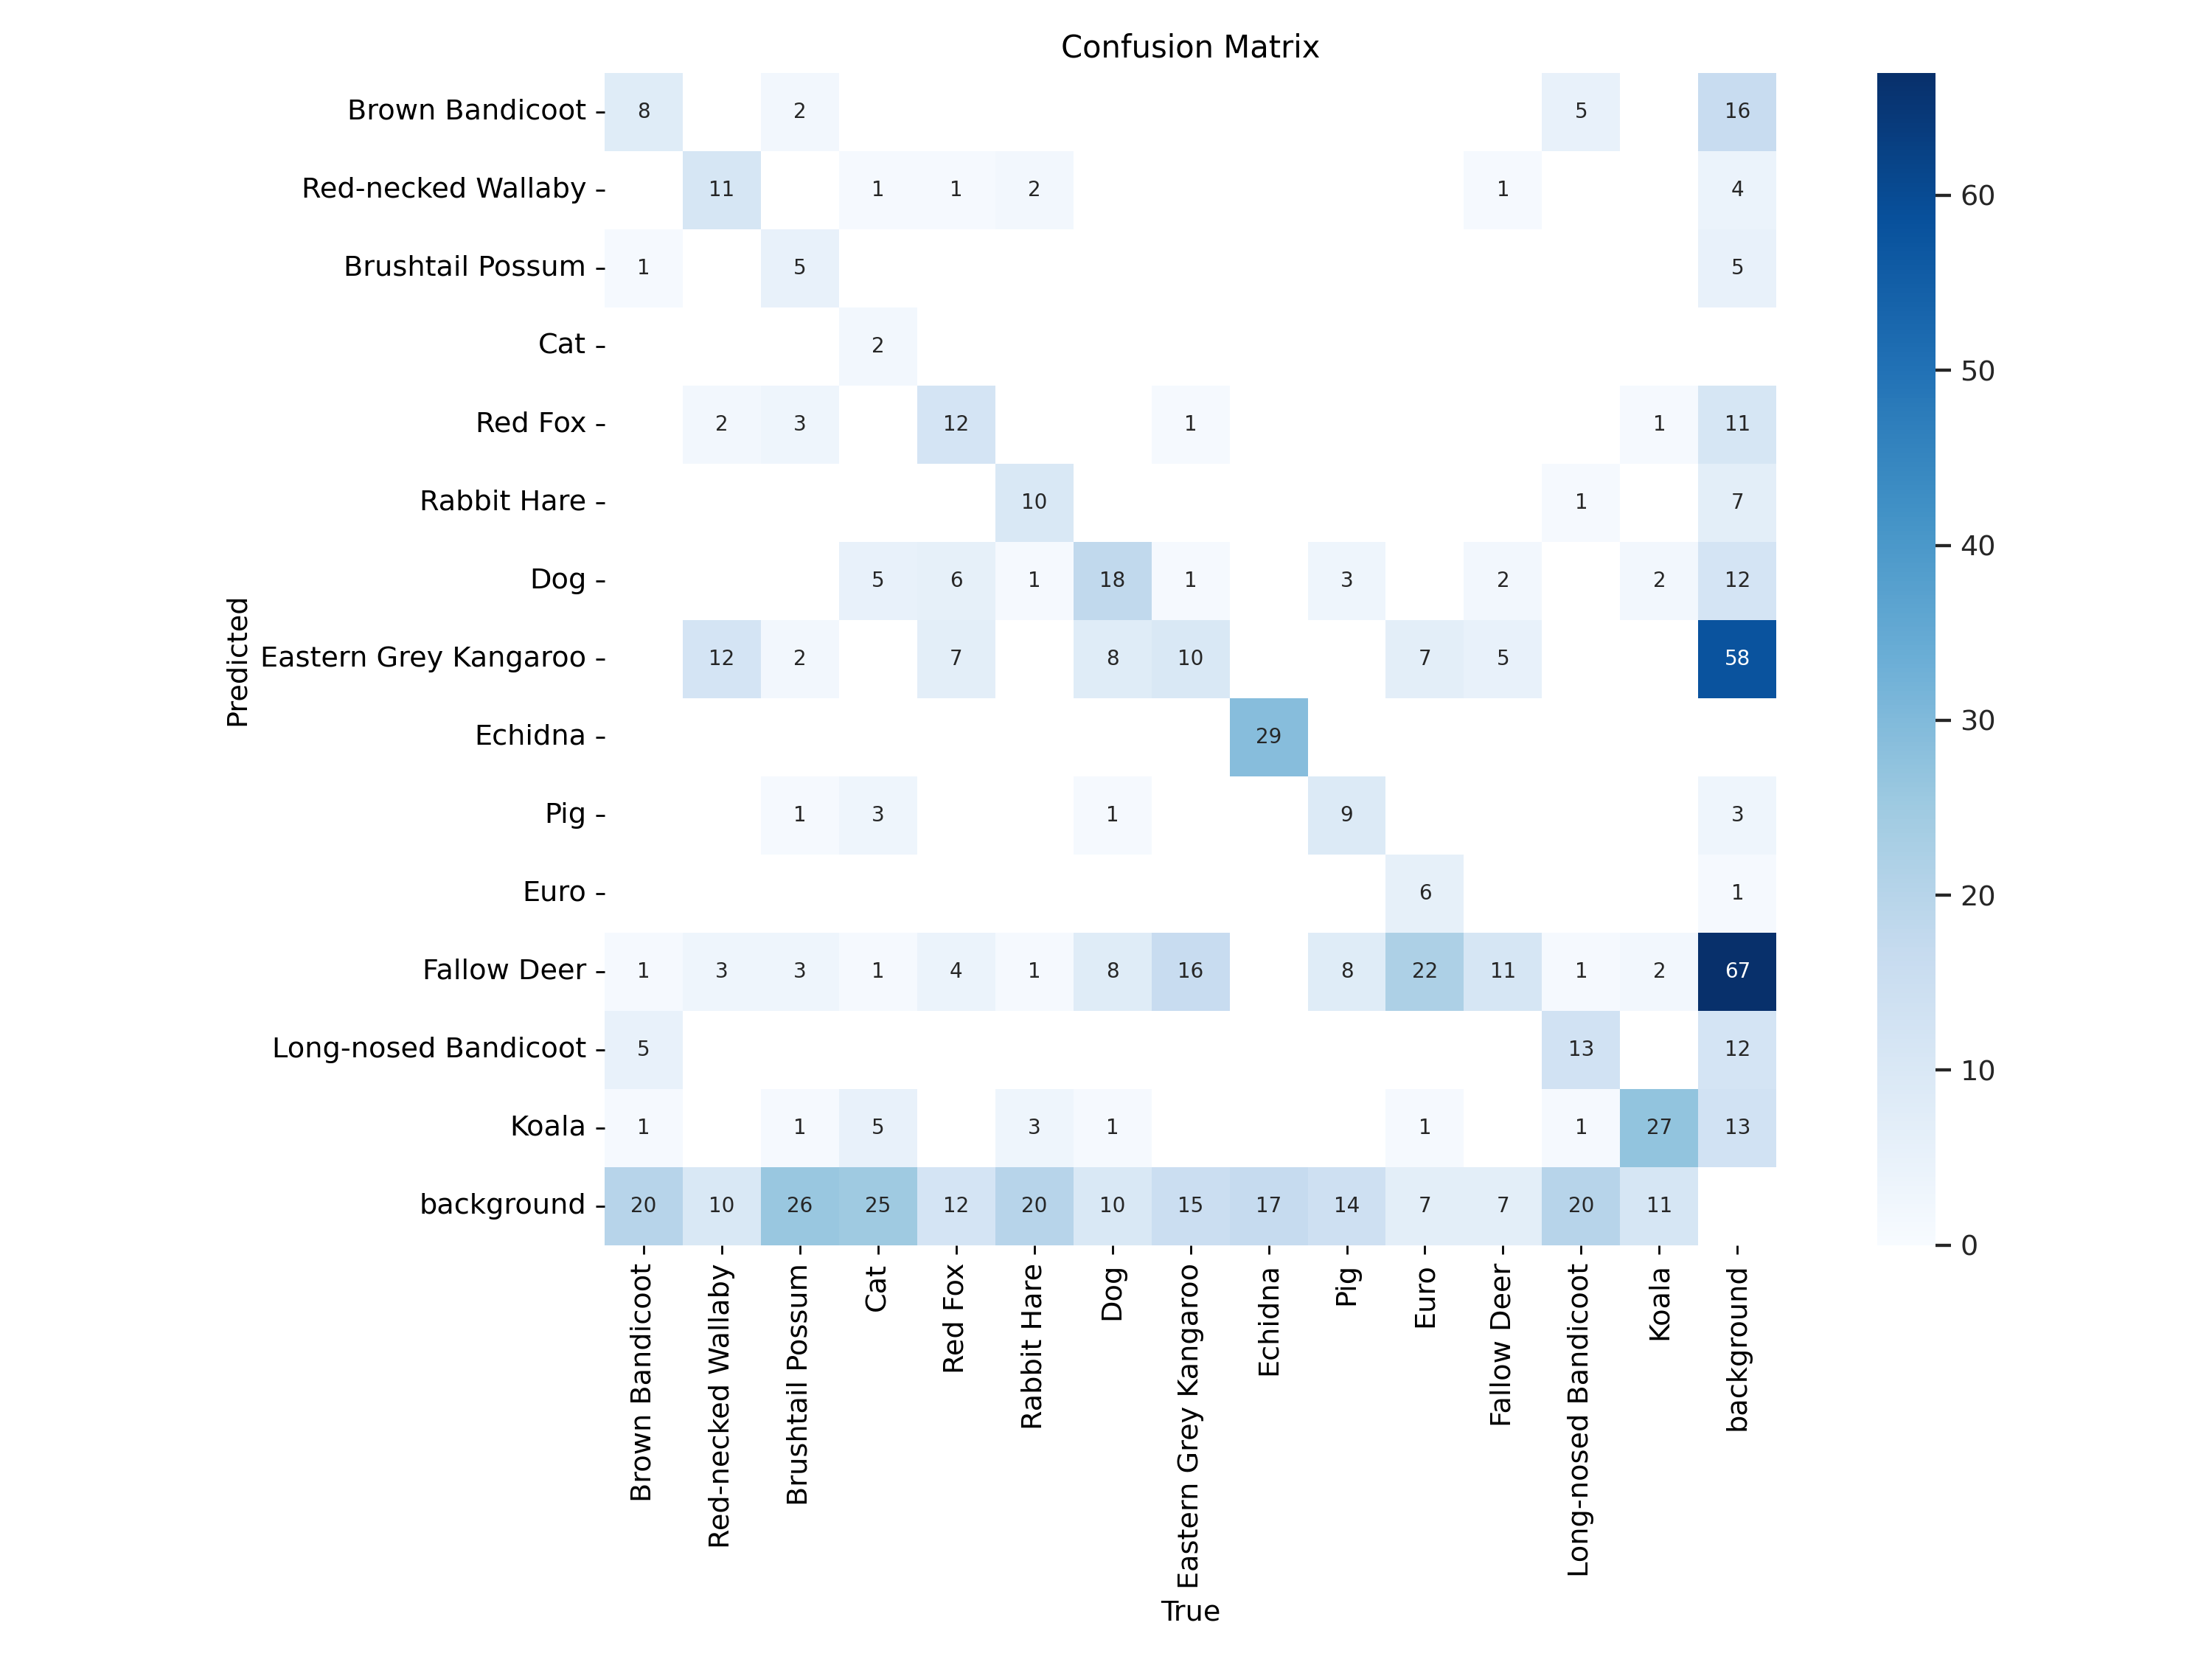 Confusion Matrix
Predicted
Brown Bandicoot 8 2 5 16
Red-necked Wallaby 11 1 1 2 1 4
Brushtail Possum 1 5 5
Cat 2
Red Fox 2 3 12 1 1 11
Rabbit Hare 10 1 7
Dog 5 6 1 18 1 3 2 2 12
Eastern Grey Kangaroo 12 2 7 8 10 7 5 58
Echidna 29
Pig 1 3 1 9 3
Euro 6 1
Fallow Deer 1 3 3 1 4 1 8 16 8 22 11 1 2 67
Long-nosed Bandicoot 5 13 12
Koala 1 1 5 3 1 1 1 27 13
background 20 10 26 25 12 20 10 15 17 14 7 7 20 11
Brown Bandicoot
Red-necked Wallaby
Brushtail Possum
Cat
Red Fox
Rabbit Hare
Dog
Eastern Grey Kangaroo
Echidna
Pig
Euro
Fallow Deer
Long-nosed Bandicoot
Koala
background
True
60
50
40
30
20
10
0